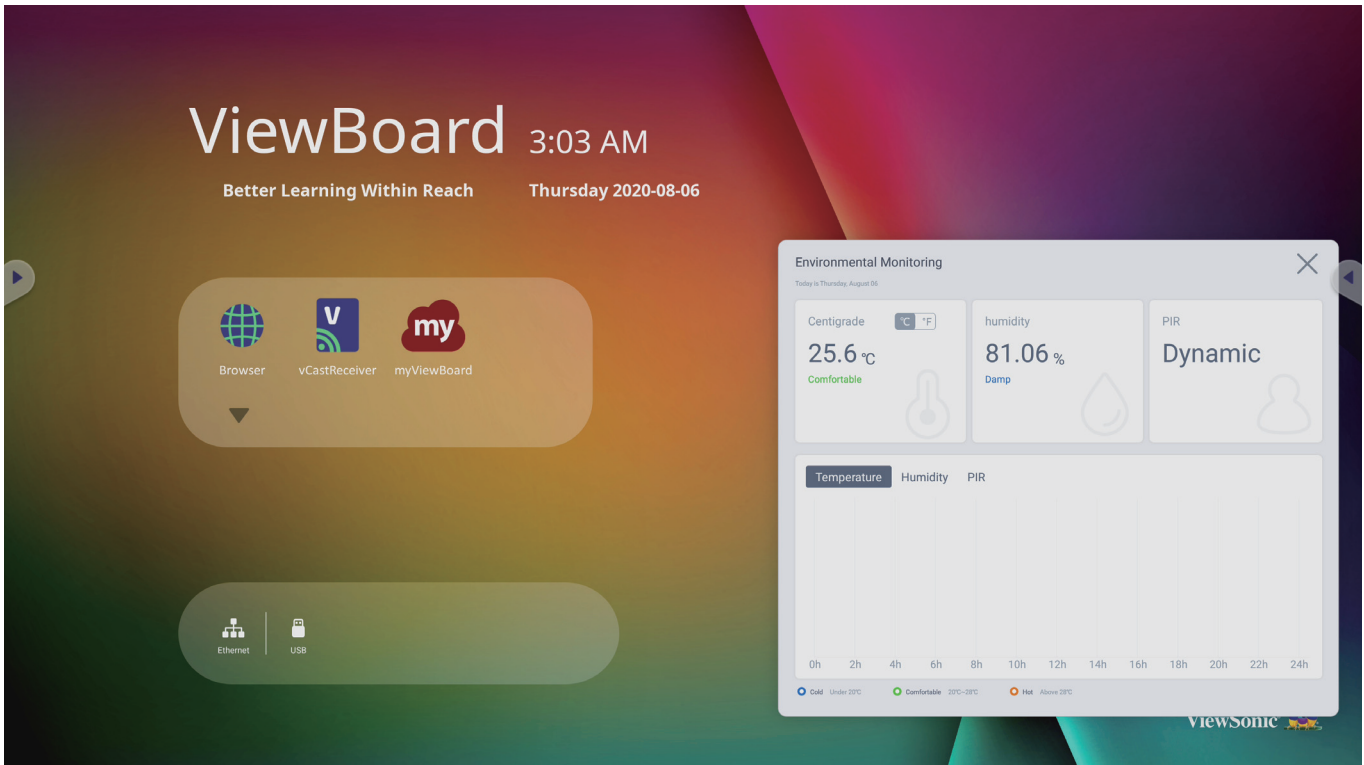 ViewBoard 3:03 AM
Better Learning Within Reach Thursday 2020-08-06
Browser vCastReceiver myViewBoard
V
my
Ethernet USB
Environmental Monitoring
Today is Thursday, August 06
Centigrade °C °F
25.6 °C
Comfortable
humidity
81.06 %
Damp
PIR
Dynamic
Temperature Humidity PIR
0h 2h 4h 6h 8h 10h 12h 14h 16h 18h 20h 22h 24h
Cold Under 20°C Comfortable 20°C~28°C Hot Above 28°C
ViewSonic